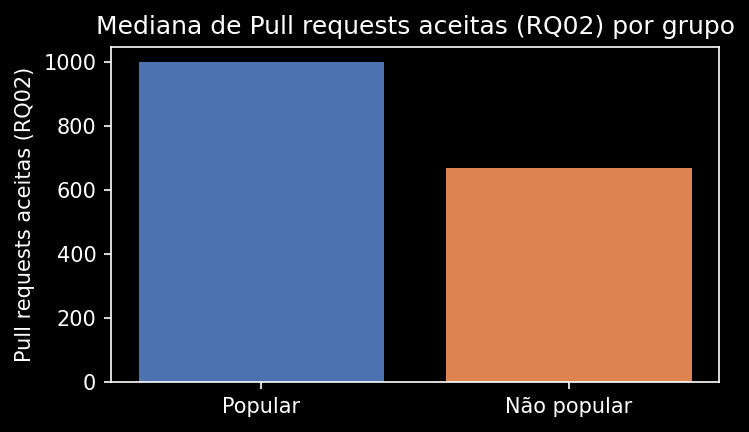 Mediana de Pull requests aceitas (RQ02) por grupo
Pull requests aceitas (RQ02)
1000
800
600
400
200
0
Popular
Não popular